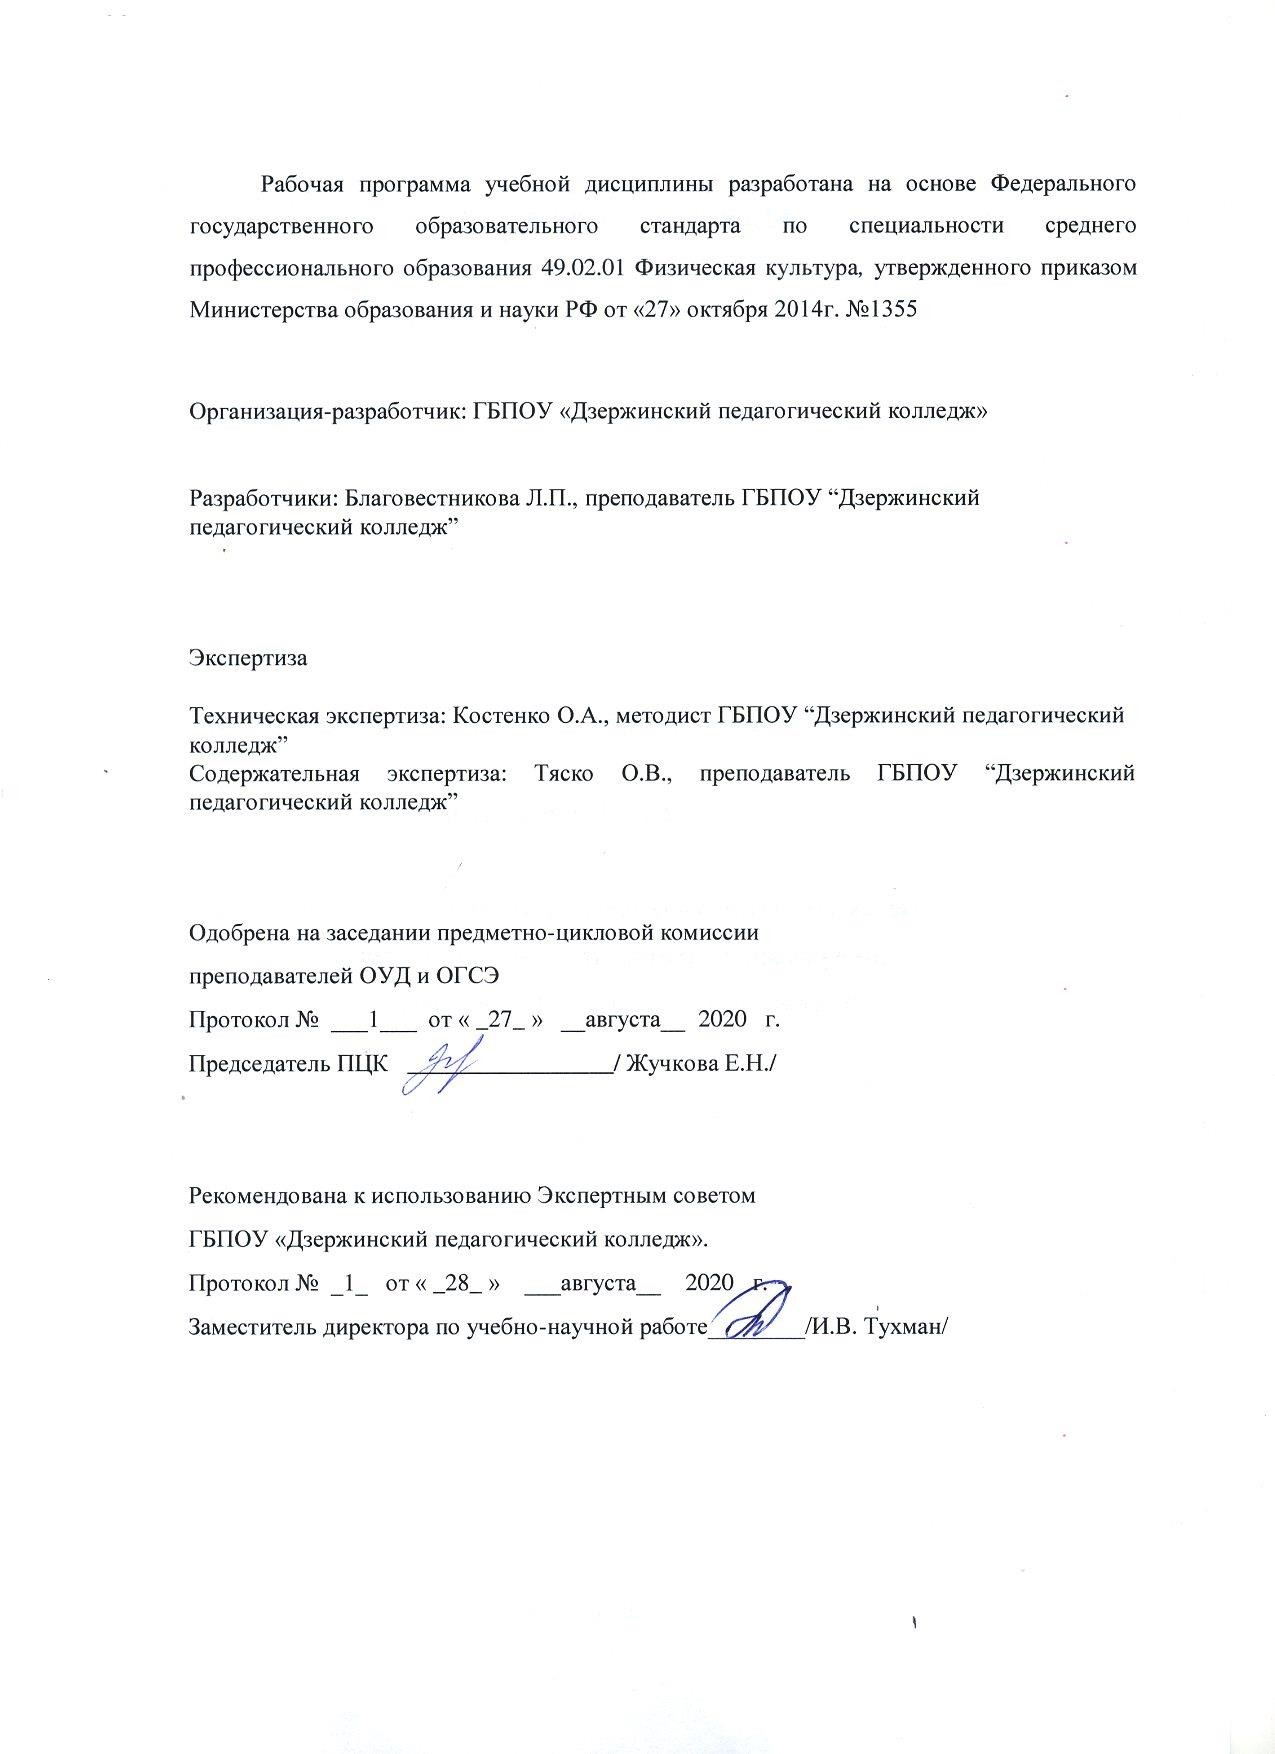 Рабочая программа учебной дисциплины разработана на основе Федерального
государственного образовательного стандарта по специальности среднего
профессионального образования 49.02.01 Физическая культура, утвержденного приказом
Министерства образования и науки РФ от «27» октября 2014г. №1355
Организация-разработчик: ГБПОУ «Дзержинский педагогический колледж»
Разработчики: Благовестникова Л.П., преподаватель ГБПОУ “Дзержинский
педагогический колледж”
Экспертиза
Техническая экспертиза: Костенко О.А., методист ГБПОУ “Дзержинский педагогический
колледж”
Содержательная экспертиза: Тяско О.В., преподаватель ГБПОУ “Дзержинский
педагогический колледж”
Одобрена на заседании предметно-цикловой комиссии
преподавателей ОУД и ОГСЭ
Протокол № ___1___ от « _27_ » __августа__ 2020 г.
Председатель ПЦК _________________/ Жучкова Е.Н./
Рекомендована к использованию Экспертным советом
ГБПОУ «Дзержинский педагогический колледж».
Протокол № _1_ от « _28_ » ___августа__ 2020 г.
Заместитель директора по учебно-научной работе________/И.В. Тухман/